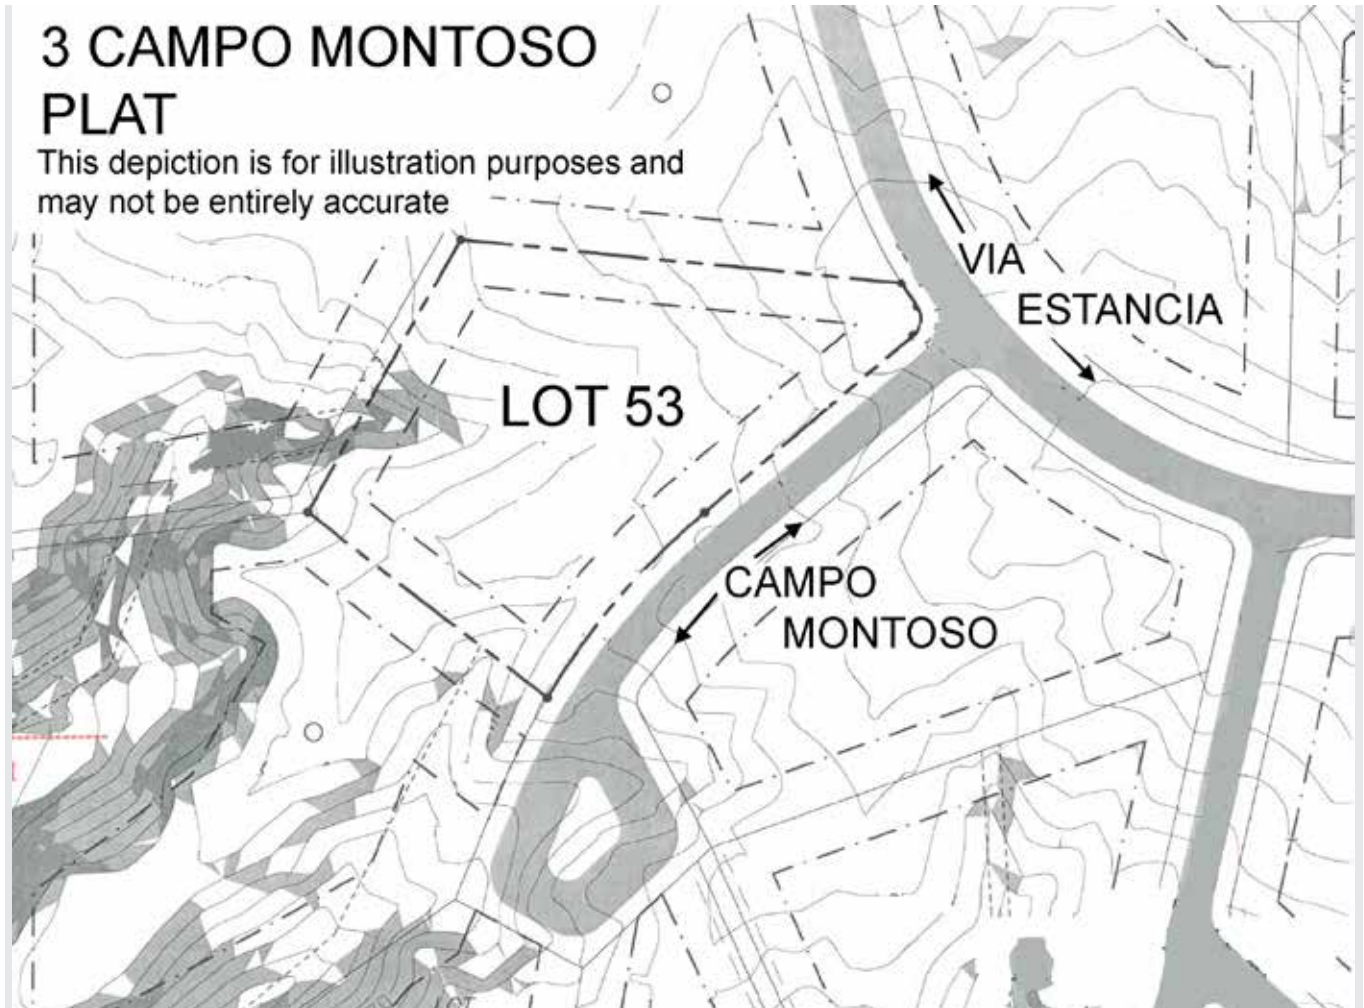 3 CAMPO MONTOSO
PLAT
This depiction is for illustration purposes and
may not be entirely accurate
VIA
ESTANCIA
LOT 53
CAMPO
MONTOSO